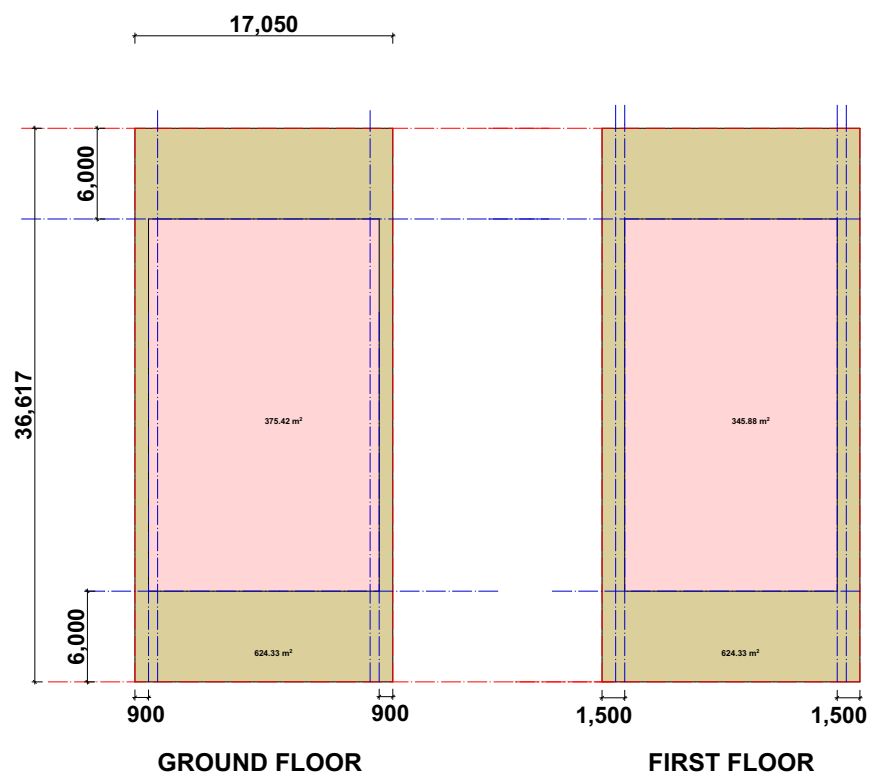 17,050
6,000
36,617
375.42 m²
345.88 m²
6,000
624.33 m²
624.33 m²
900
900
1,500
1,500
GROUND FLOOR
FIRST FLOOR